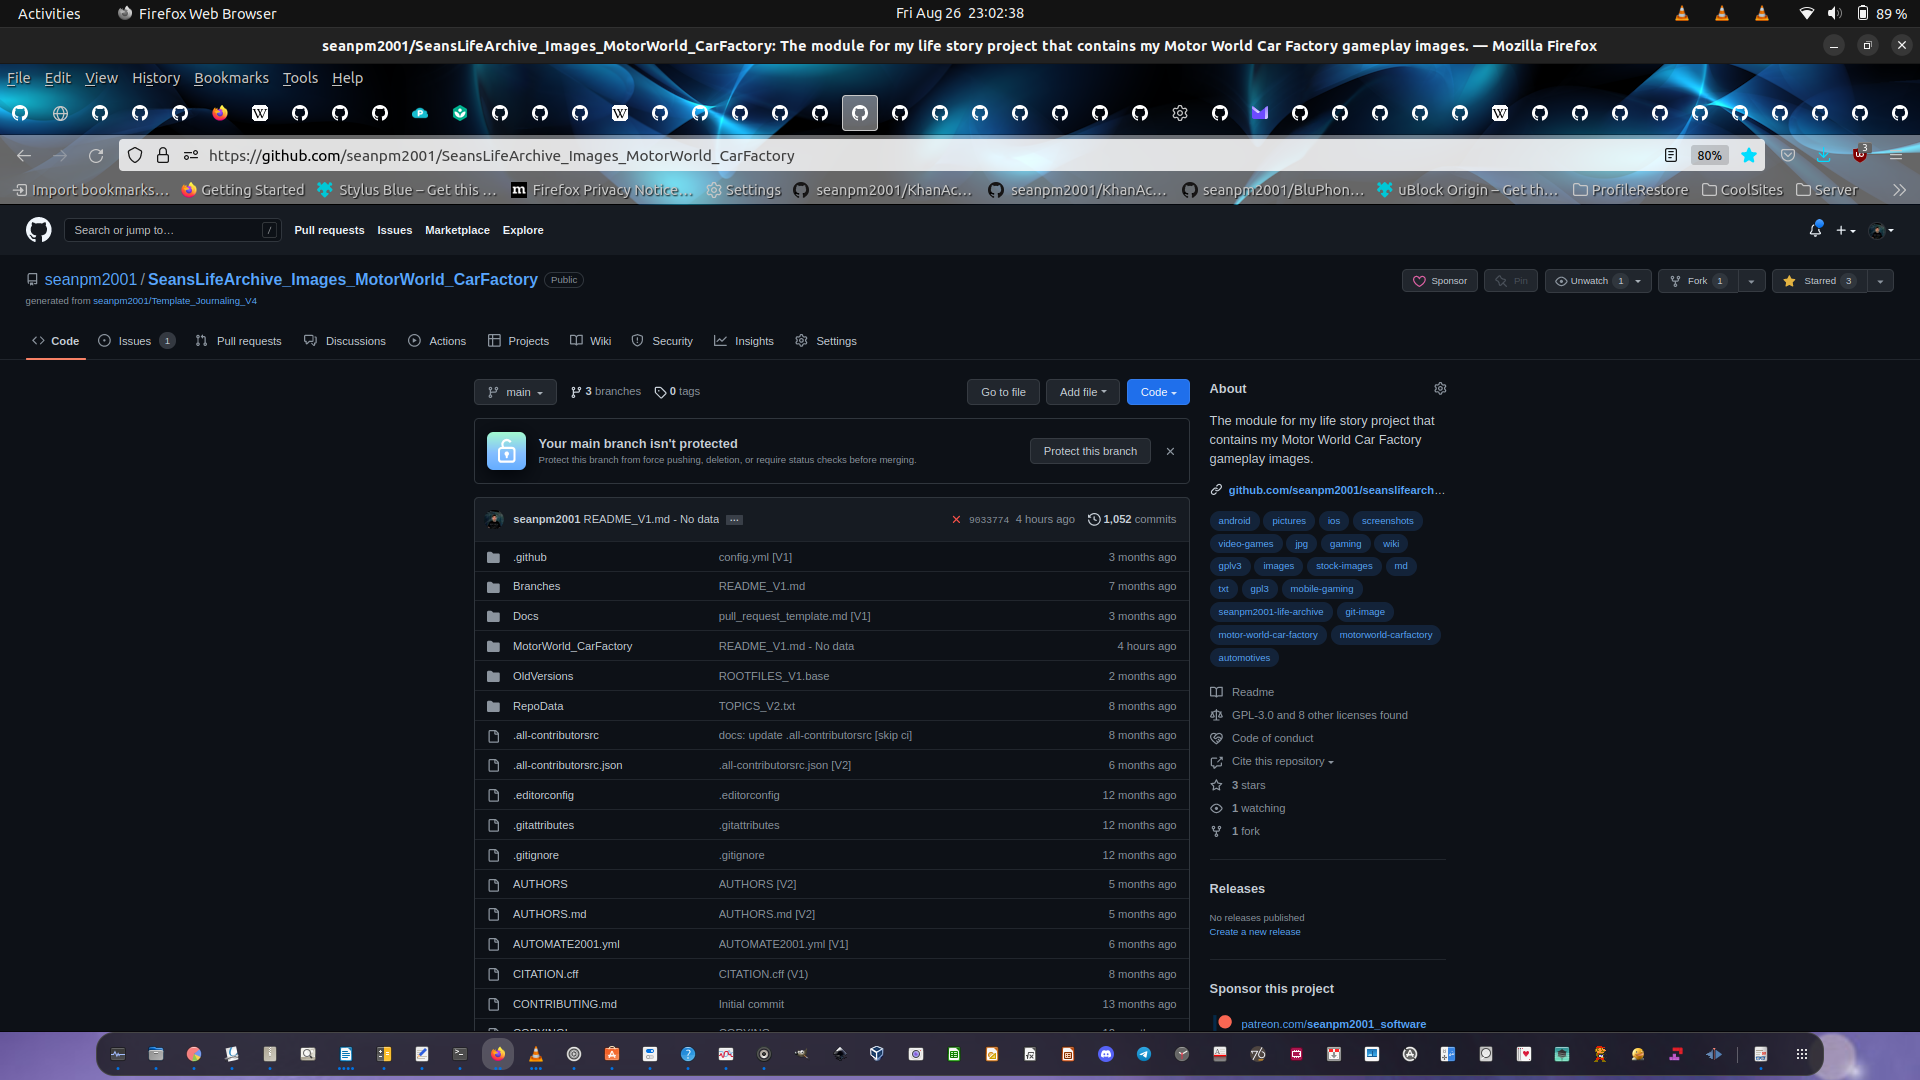 Activities Firefox Web Browser Fri Aug 26 23:02:38 89 %
seanpm2001/SeansLifeArchive_Images_MotorWorld_CarFactory: The module for my life story project that contains my Motor World Car Factory gameplay images. — Mozilla Firefox
File Edit View History Bookmarks Tools Help
https://github.com/seanpm2001/SeansLifeArchive_Images_MotorWorld_CarFactory 80% 3
Import bookmarks… Getting Started Stylus Blue – Get this … Firefox Privacy Notice… Settings seanpm2001/KhanAc… seanpm2001/KhanAc… seanpm2001/BluPhon… uBlock Origin – Get th… ProfileRestore CoolSites Server
Search or jump to… / Pull requests Issues Marketplace Explore
seanpm2001 / SeansLifeArchive_Images_MotorWorld_CarFactory Public Sponsor Pin Unwatch 1 Fork 1 Starred 3
generated from seanpm2001/Template_Journaling_V4
Code Issues 1 Pull requests Discussions Actions Projects Wiki Security Insights Settings
main 3 branches 0 tags Go to file Add file Code
Your main branch isn't protected
Protect this branch from force pushing, deletion, or require status checks before merging.
Protect this branch
seanpm2001 README_V1.md - No data … 9033774 4 hours ago 1,052 commits
.github config.yml [V1] 3 months ago
Branches README_V1.md 7 months ago
Docs pull_request_template.md [V1] 3 months ago
MotorWorld_CarFactory README_V1.md - No data 4 hours ago
OldVersions ROOTFILES_V1.base 2 months ago
RepoData TOPICS_V2.txt 8 months ago
.all-contributorsrc docs: update .all-contributorsrc [skip ci] 8 months ago
.all-contributorsrc.json .all-contributorsrc.json [V2] 6 months ago
.editorconfig .editorconfig 12 months ago
.gitattributes .gitattributes 12 months ago
.gitignore .gitignore 12 months ago
AUTHORS AUTHORS [V2] 5 months ago
AUTHORS.md AUTHORS.md [V2] 5 months ago
AUTOMATE2001.yml AUTOMATE2001.yml [V1] 6 months ago
CITATION.cff CITATION.cff (V1) 8 months ago
CONTRIBUTING.md Initial commit 13 months ago
About
The module for my life story project that
contains my Motor World Car Factory
gameplay images.
github.com/seanpm2001/seanslifearch…
android pictures ios screenshots
video-games jpg gaming wiki
gplv3 images stock-images md
txt gpl3 mobile-gaming
seanpm2001-life-archive git-image
motor-world-car-factory motorworld-carfactory
automotives
Readme
GPL-3.0 and 8 other licenses found
Code of conduct
Cite this repository
3 stars
1 watching
1 fork
Releases
No releases published
Create a new release
Sponsor this project
patreon.com/seanpm2001_software